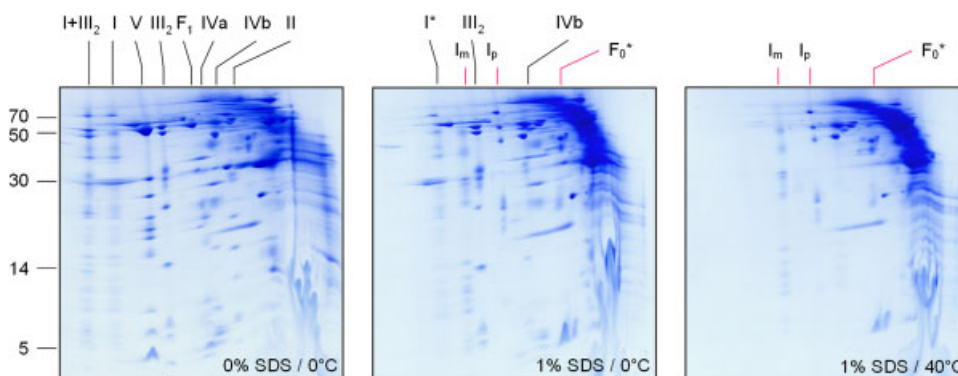 I+III₂ I V III₂ F₁ IVa IVb II
I* III₂ IVb
Iₘ Iₚ F₀*
Iₘ Iₚ F₀*
70
50
30
14
5
0% SDS / 0°C
1% SDS / 0°C
1% SDS / 40°C